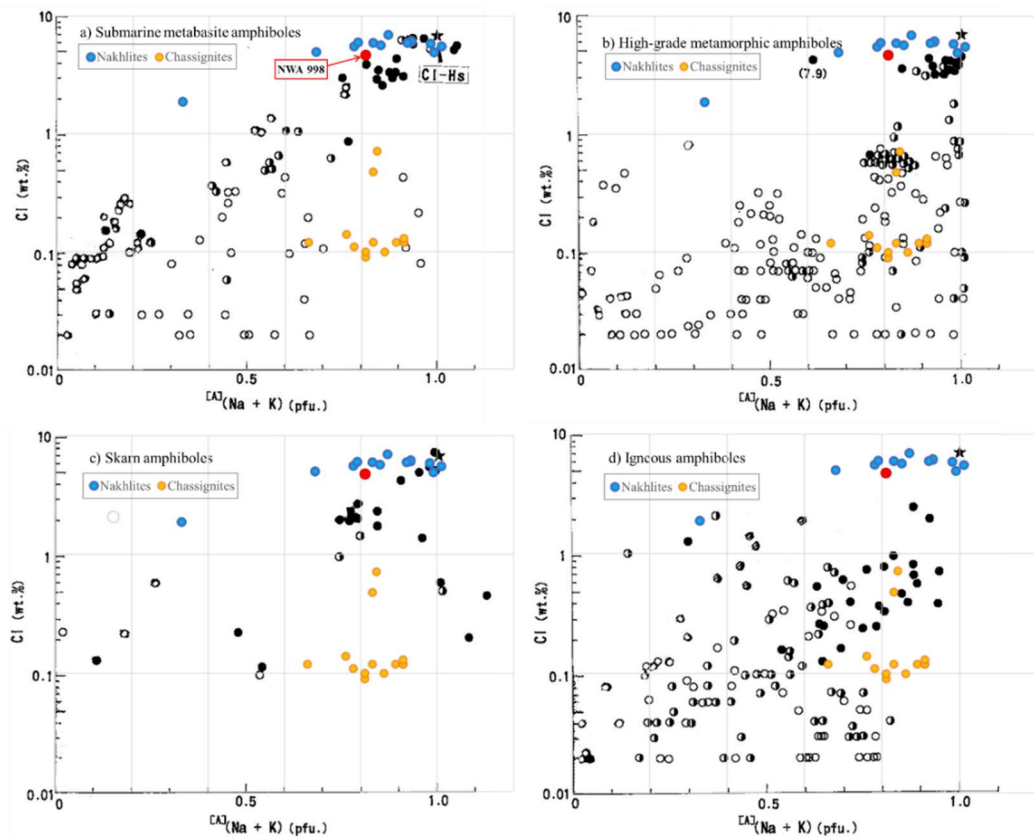 a) Submarine metabasite amphiboles
Nakhlites Chassignites
NWA 998
Cl-Hs
10
5
1
0.1
0.01
Cl (wt.%)
0 0.5 1.0
[A](Na + K) (pfu.)
b) High-grade metamorphic amphiboles
Nakhlites Chassignites
(7.9)
10
5
1
0.1
0.01
Cl (wt.%)
0 0.5 1.0
[A](Na + K) (pfu.)
c) Skarn amphiboles
Nakhlites Chassignites
10
5
1
0.1
0.01
Cl (wt.%)
0 0.5 1.0
[A](Na + K) (pfu.)
d) Igneous amphiboles
Nakhlites Chassignites
10
5
1
0.1
0.01
Cl (wt.%)
0 0.5 1.0
[A](Na + K) (pfu.)